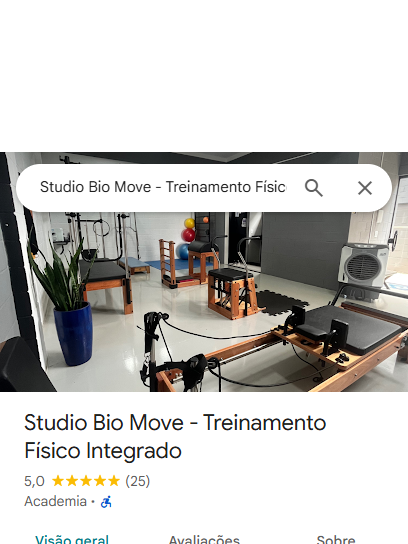 Studio Bio Move - Treinamento Físic
Studio Bio Move - Treinamento
Físico Integrado
5,0 ★★★★★ (25)
Academia ·
Visão geral Avaliações Sobre